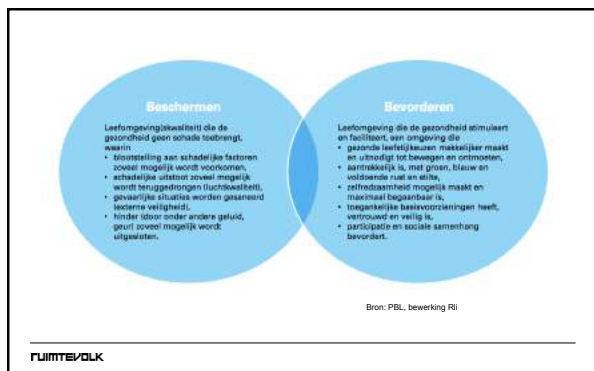 Beschermen
Leefomgeving(skwaliteit) die de
gezondheid geen schade toebrengt,
waarin
• blootstelling aan schadelijke factoren
zoveel mogelijk wordt voorkomen,
• schadelijke uitstoot zoveel mogelijk
wordt teruggedrongen (luchtkwaliteit),
• gevaarlijke situaties worden gesaneerd
(externe veiligheid),
• hinder (door onder andere geluid,
geur) zoveel mogelijk wordt
uitgesloten.
Bevorderen
Leefomgeving die de gezondheid stimuleert
en faciliteert, een omgeving die
• gezonde leefstijlkeuzen makkelijker maakt
en uitnodigt tot bewegen en ontmoeten,
• aantrekkelijk is, met groen, blauw en
voldoende rust en stilte,
• zelfredzaamheid mogelijk maakt en
maximaal begaanbaar is,
• toegankelijke basisvoorzieningen heeft,
vertrouwd en veilig is,
• participatie en sociale samenhang
bevordert.
Bron: PBL, bewerking Rli
RUIMTEVOLK